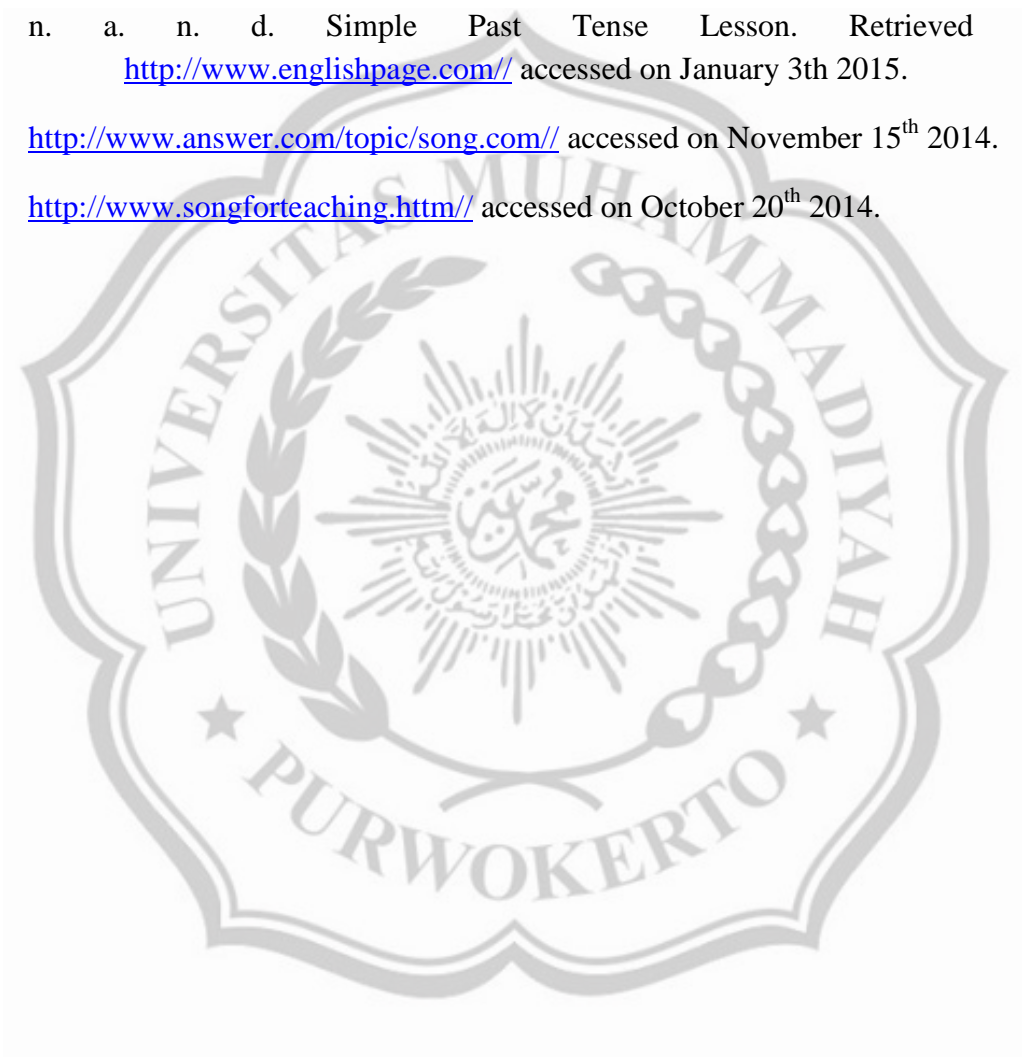 n. a. n. d. Simple Past Tense Lesson. Retrieved
http://www.englishpage.com// accessed on January 3th 2015.
http://www.answer.com/topic/song.com// accessed on November 15th 2014.
http://www.songforteaching.httm// accessed on October 20th 2014.
UNIVERSITAS MUHAMMADIYAH
PURWOKERTO